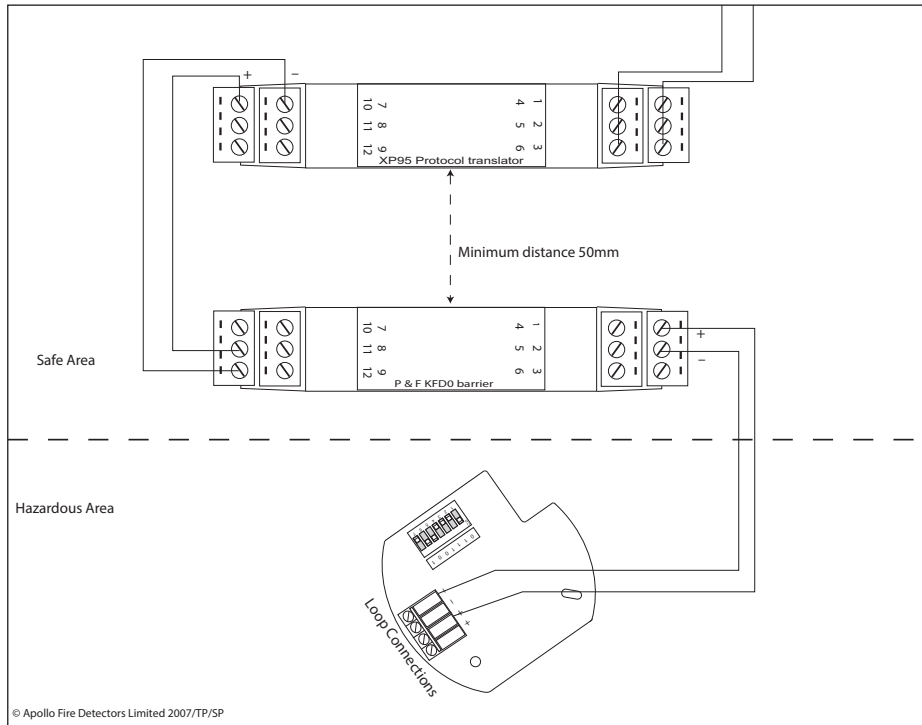 +
−
10 7
11 8
12 9
4 1
5 2
6 3
XP95 Protocol translator
Minimum distance 50mm
10 7
11 8
12 9
4 1
5 2
6 3
P & F KFD0 barrier
+
−
Safe Area
Hazardous Area
−
−
+
+
Loop Connections
© Apollo Fire Detectors Limited 2007/TP/SP